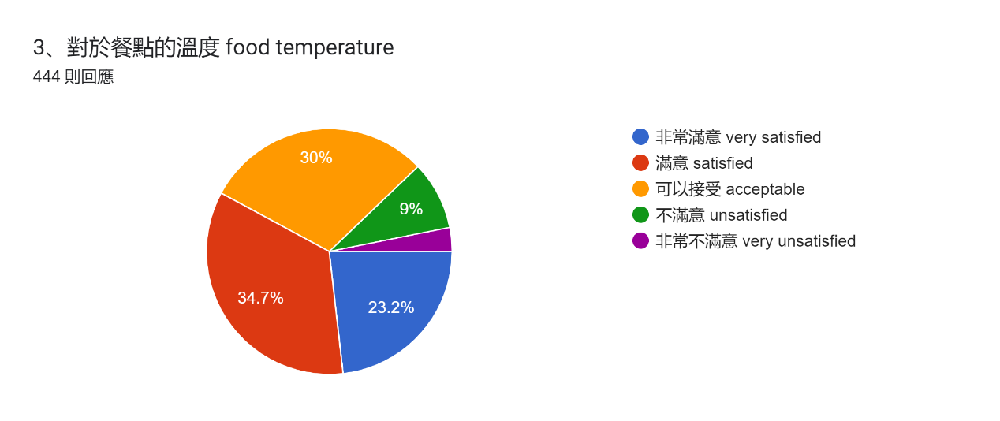 3、對於餐點的溫度 food temperature
444 則回應
30%
9%
34.7%
23.2%
非常滿意 very satisfied
滿意 satisfied
可以接受 acceptable
不滿意 unsatisfied
非常不滿意 very unsatisfied